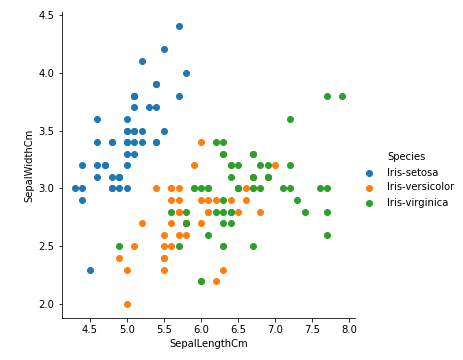 4.5
4.0
3.5
3.0
2.5
2.0
SepalWidthCm
4.5 5.0 5.5 6.0 6.5 7.0 7.5 8.0
SepalLengthCm
Species
Iris-setosa
Iris-versicolor
Iris-virginica